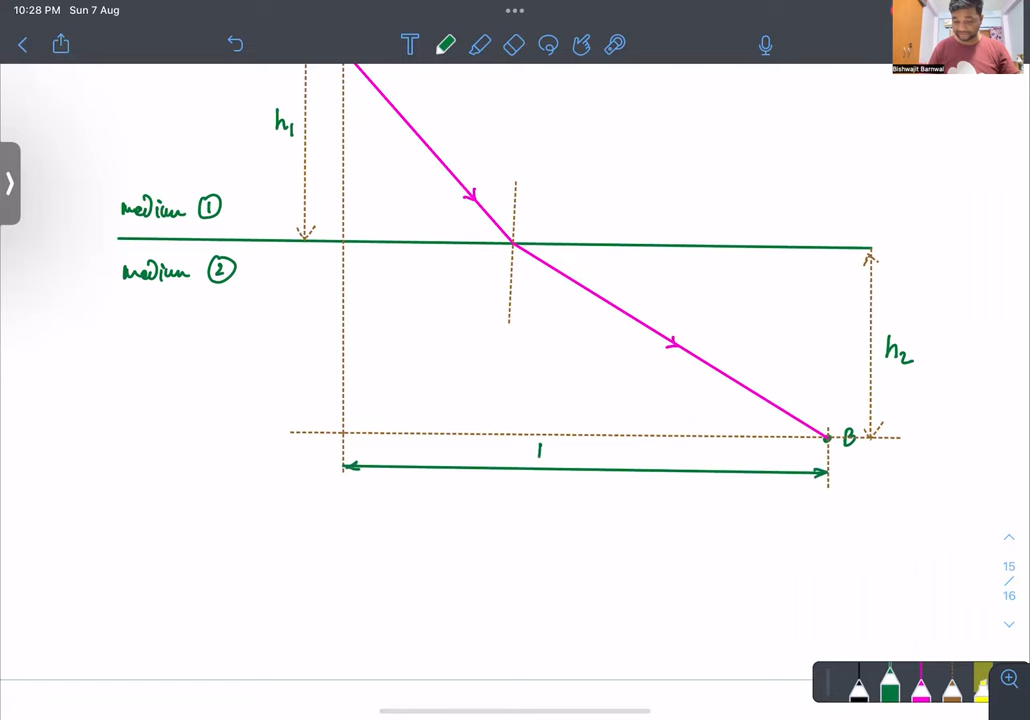 10:28 PM Sun 7 Aug
T
Bishwajit Barnwal
h₁
medium ①
medium ②
h₂
B
l
15
/
16